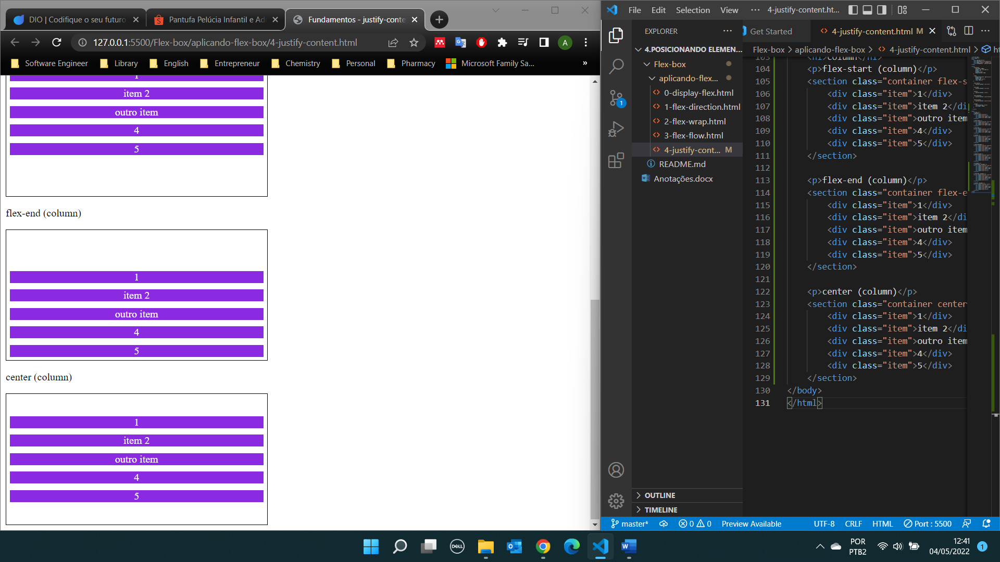 DIO | Codifique o seu futuro
Pantufa Pelúcia Infantil e Ad
Fundamentos - justify-conte
127.0.0.1:5500/Flex-box/aplicando-flex-box/4-justify-content.html
A
Software Engineer
Library
English
Entrepreneur
Chemistry
Personal
Pharmacy
Microsoft Family Sa...
»
1
item 2
outro item
4
5
flex-end (column)
1
item 2
outro item
4
5
center (column)
1
item 2
outro item
4
5
File Edit Selection View ··· 4-justify-content.ht...
EXPLORER ···
4.POSICIONANDO ELEMEN...
Flex-box
aplicando-flex...
0-display-flex.html
1-flex-direction.html
2-flex-wrap.html
3-flex-flow.html
4-justify-cont... M
README.md
Anotações.docx
1
OUTLINE
TIMELINE
Get Started
4-justify-content.html M
Flex-box > aplicando-flex-box > 4-justify-content.html >
103 <h1>column</h1>
104 <p>flex-start (column)</p>
105 <section class="container flex-s
106 <div class="item">1</div>
107 <div class="item">item 2</di
108 <div class="item">outro item
109 <div class="item">4</div>
110 <div class="item">5</div>
111 </section>
112
113 <p>flex-end (column)</p>
114 <section class="container flex-e
115 <div class="item">1</div>
116 <div class="item">item 2</di
117 <div class="item">outro item
118 <div class="item">4</div>
119 <div class="item">5</div>
120 </section>
121
122 <p>center (column)</p>
123 <section class="container center
124 <div class="item">1</div>
125 <div class="item">item 2</di
126 <div class="item">outro item
127 <div class="item">4</div>
128 <div class="item">5</div>
129 </section>
130 </body>
131 </html>
master* 0 0 Preview Available UTF-8 CRLF HTML Port : 5500
DELL
POR
PTB2
12:41
04/05/2022
1